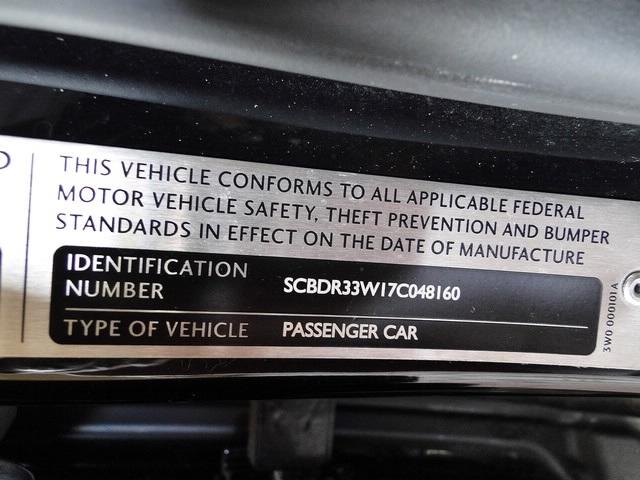 D
THIS VEHICLE CONFORMS TO ALL APPLICABLE FEDERAL
MOTOR VEHICLE SAFETY, THEFT PREVENTION AND BUMPER
STANDARDS IN EFFECT ON THE DATE OF MANUFACTURE
IDENTIFICATION
NUMBER SCBDR33W17C048160
TYPE OF VEHICLE PASSENGER CAR
3W0 000101A